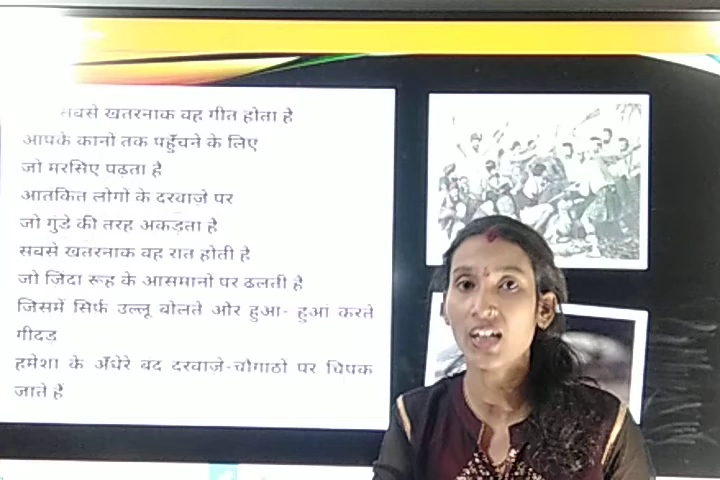 सबसे खतरनाक वह गीत होता है
आपके कानों तक पहुँचने के लिए
जो मरसिए पढ़ता है
आतंकित लोगों के दरवाज़े पर
जो गुंडे की तरह अकड़ता है
सबसे खतरनाक वह रात होती है
जो ज़िंदा रूह के आसमानों पर ढलती है
जिसमें सिर्फ उल्लू बोलते और हुआ- हुआं करते
गीदड़
हमेशा के अँधेरे बंद दरवाज़े-चौगाठों पर चिपक
जाते हैं